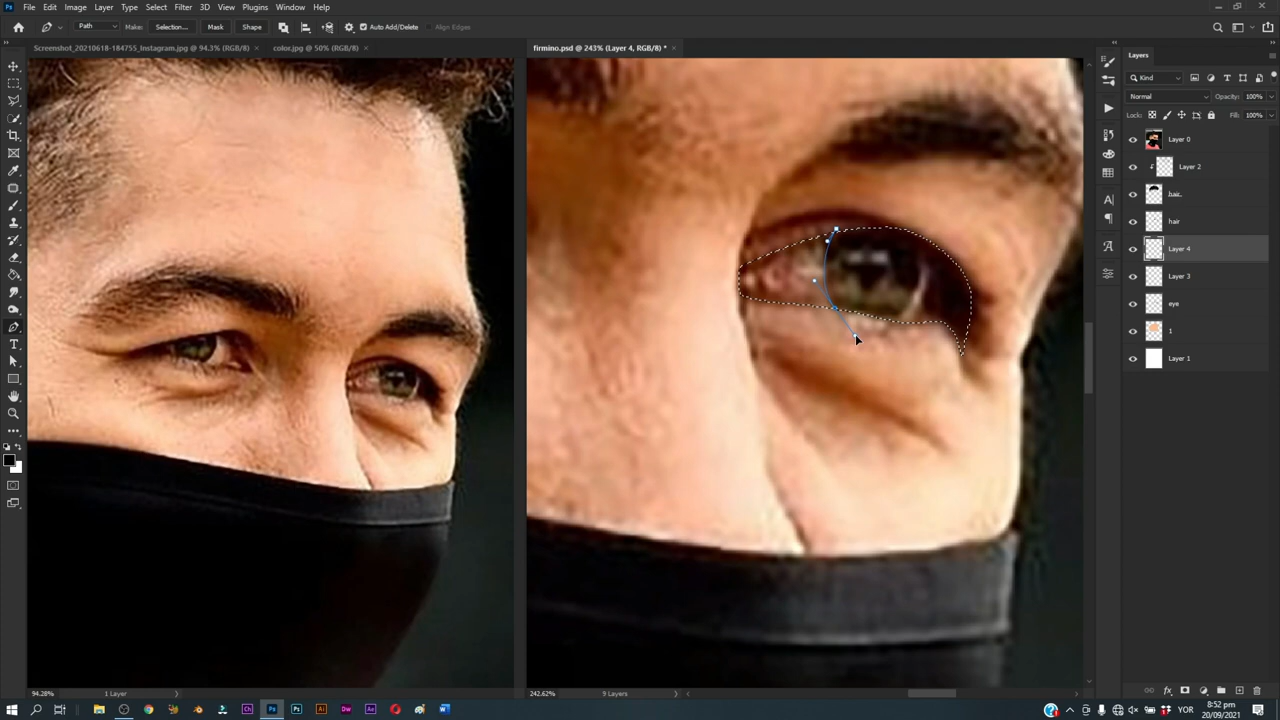 File Edit Image Layer Type Select Filter 3D View Plugins Window Help
Path Make: Selection... Mask Shape Auto Add/Delete Align Edges
Screenshot_20210618-184755_Instagram.jpg @ 94.3% (RGB/8) color.jpg @ 50% (RGB/8) firmino.psd @ 243% (Layer 4, RGB/8) *
Layers
Kind
Normal Opacity: 100%
Lock: Fill: 100%
Layer 0
Layer 2
hair
Layer 4
Layer 3
eye
1
Layer 1
94.28% 1 Layer 242.62% 9 Layers
8:52 pm
YOR
20/09/2021